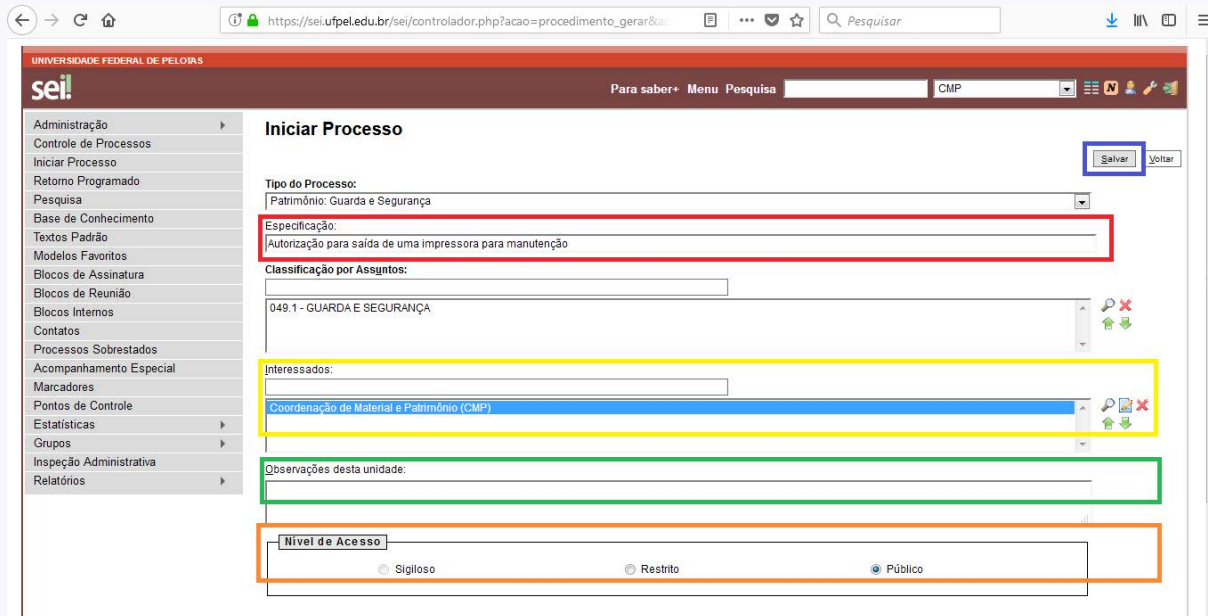 https://sei.ufpel.edu.br/sei/controlador.php?acao=procedimento_gerar&
Pesquisar
UNIVERSIDADE FEDERAL DE PELOTAS
sei!
Para saber+ Menu Pesquisa CMP
Administração
Controle de Processos
Iniciar Processo
Retorno Programado
Pesquisa
Base de Conhecimento
Textos Padrão
Modelos Favoritos
Blocos de Assinatura
Blocos de Reunião
Blocos Internos
Contatos
Processos Sobrestados
Acompanhamento Especial
Marcadores
Pontos de Controle
Estatísticas
Grupos
Inspeção Administrativa
Relatórios
Iniciar Processo
Salvar Voltar
Tipo do Processo:
Patrimônio: Guarda e Segurança
Especificação:
Autorização para saída de uma impressora para manutenção
Classificação por Assuntos:
049.1 - GUARDA E SEGURANÇA
Interessados:
Coordenação de Material e Patrimônio (CMP)
Observações desta unidade:
Nível de Acesso
Sigiloso Restrito Público